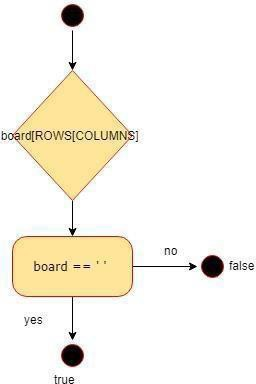 board[ROWS[COLUMNS]
board == ' '
no
false
yes
true